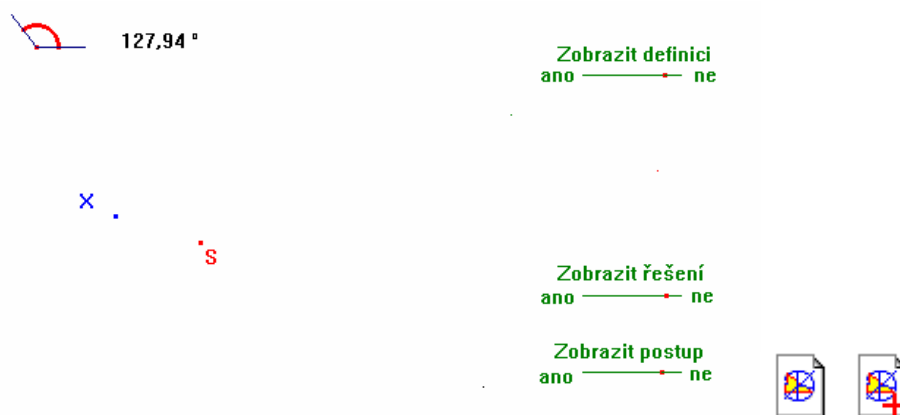 127,94 °
Zobrazit definici
ano ne
X
S
Zobrazit řešení
ano ne
Zobrazit postup
ano ne